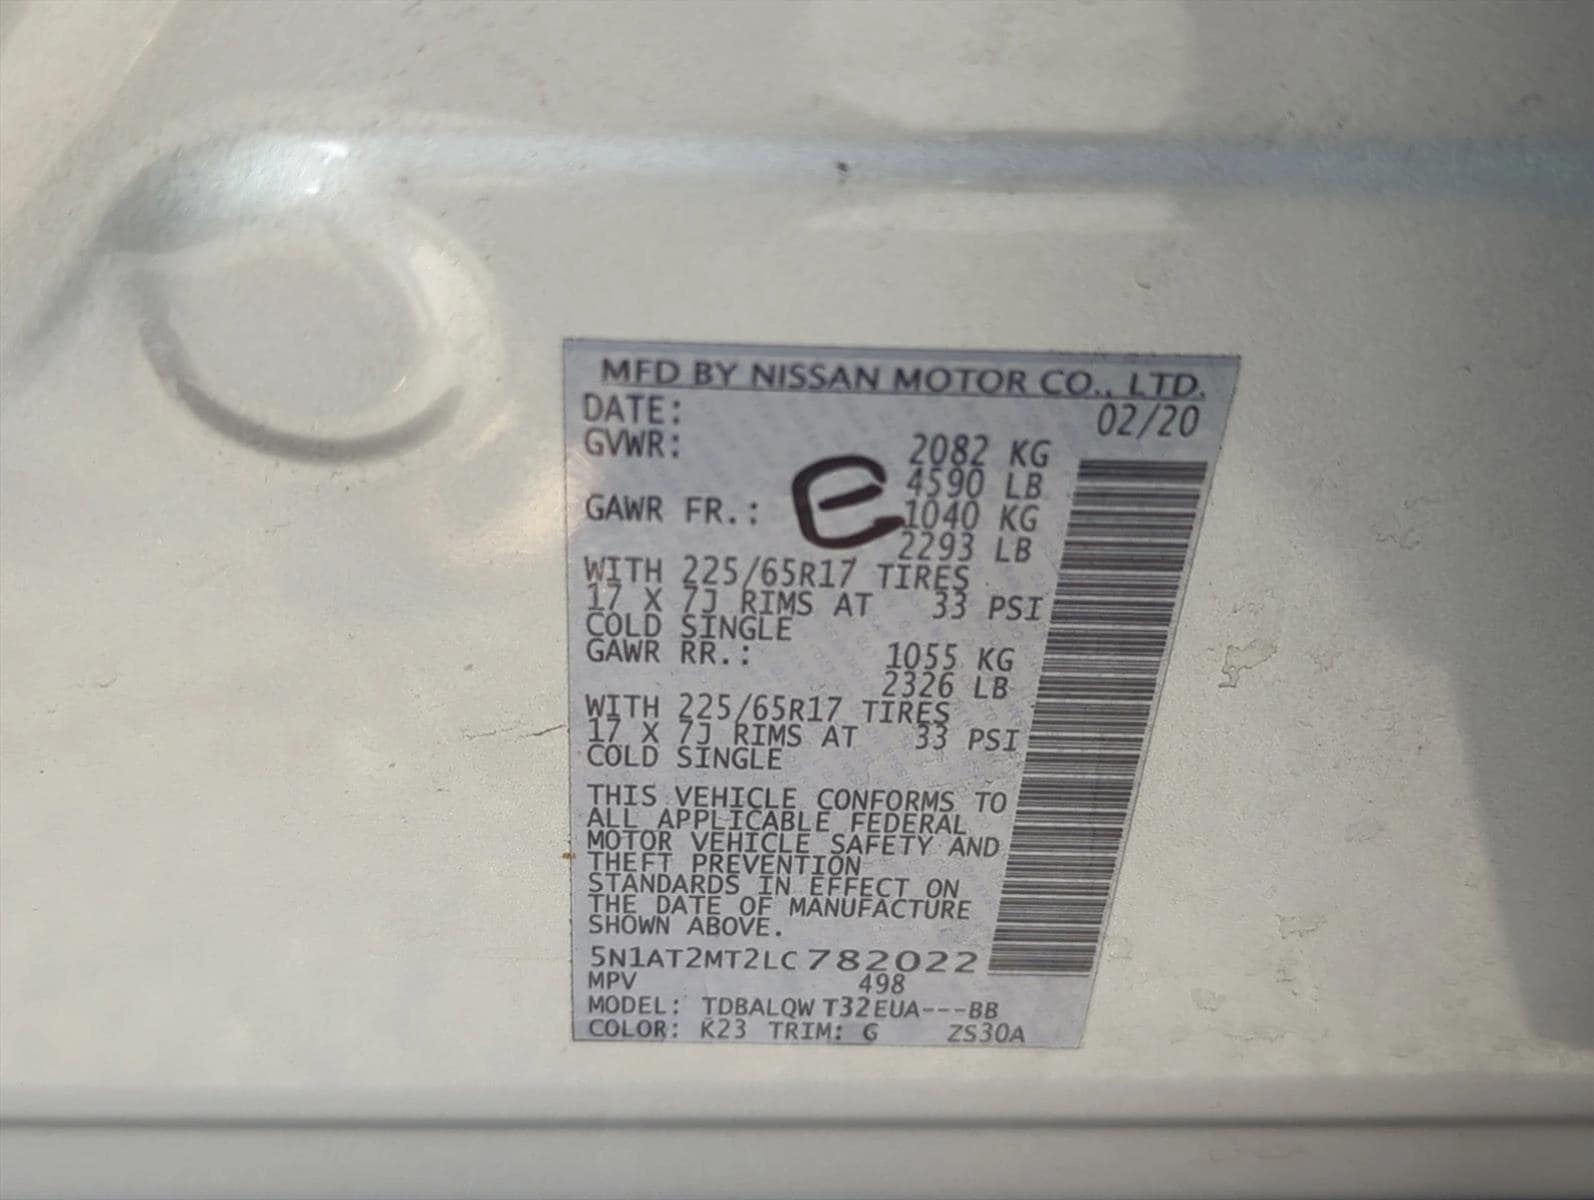 MFD BY NISSAN MOTOR CO., LTD.
DATE: 02/20
GVWR: 2082 KG
4590 LB
GAWR FR.: 1040 KG
e
2293 LB
WITH 225/65R17 TIRES
17 X 7J RIMS AT 33 PSI
COLD SINGLE
GAWR RR.: 1055 KG
2326 LB
WITH 225/65R17 TIRES
17 X 7J RIMS AT 33 PSI
COLD SINGLE
THIS VEHICLE CONFORMS TO
ALL APPLICABLE FEDERAL
MOTOR VEHICLE SAFETY AND
THEFT PREVENTION
STANDARDS IN EFFECT ON
THE DATE OF MANUFACTURE
SHOWN ABOVE.
5N1AT2MT2LC782022
MPV 498
MODEL: TDBALQW T32EUA---BB
COLOR: K23 TRIM: G ZS30A